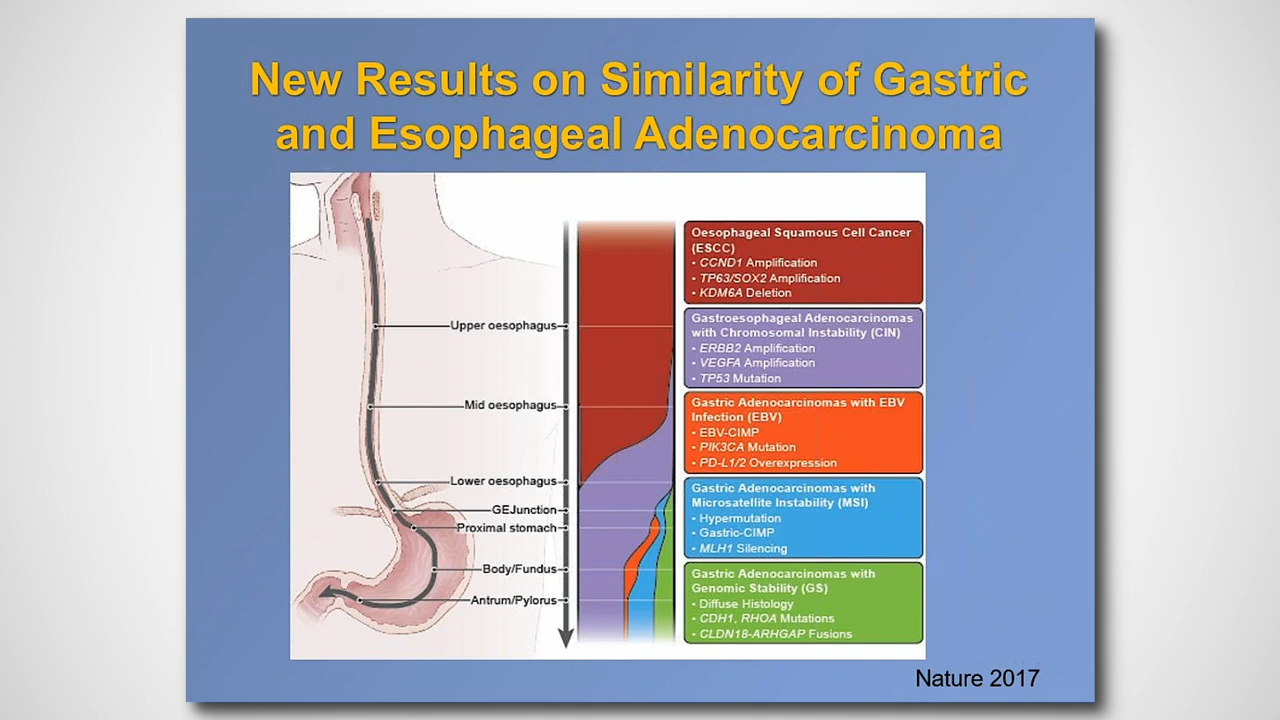 New Results on Similarity of Gastric
and Esophageal Adenocarcinoma
Upper oesophagus
Mid oesophagus
Lower oesophagus
GEJunction
Proximal stomach
Body/Fundus
Antrum/Pylorus
Oesophageal Squamous Cell Cancer
(ESCC)
• CCND1 Amplification
• TP63/SOX2 Amplification
• KDM6A Deletion
Gastroesophageal Adenocarcinomas
with Chromosomal Instability (CIN)
• ERBB2 Amplification
• VEGFA Amplification
• TP53 Mutation
Gastric Adenocarcinomas with EBV
Infection (EBV)
• EBV-CIMP
• PIK3CA Mutation
• PD-L1/2 Overexpression
Gastric Adenocarcinomas with
Microsatellite Instability (MSI)
• Hypermutation
• Gastric-CIMP
• MLH1 Silencing
Gastric Adenocarcinomas with
Genomic Stability (GS)
• Diffuse Histology
• CDH1, RHOA Mutations
• CLDN18-ARHGAP Fusions
Nature 2017